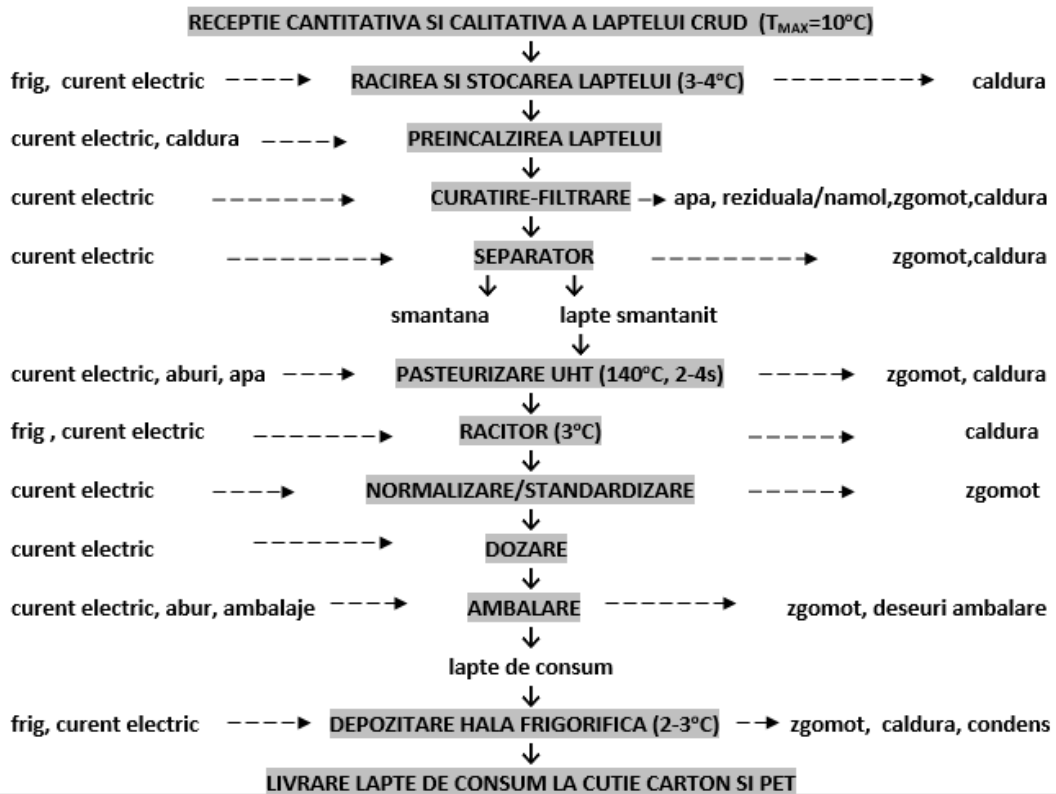 RECEPTIE CANTITATIVA SI CALITATIVA A LAPTELUI CRUD (TMAX=10°C)
frig, curent electric RACIREA SI STOCAREA LAPTELUI (3-4°C) caldura
curent electric, caldura PREINCALZIREA LAPTELUI
curent electric CURATIRE-FILTRARE apa, reziduala/namol,zgomot,caldura
curent electric SEPARATOR zgomot,caldura
smantana lapte smantanit
curent electric, aburi, apa PASTEURIZARE UHT (140°C, 2-4s) zgomot, caldura
frig , curent electric RACITOR (3°C) caldura
curent electric NORMALIZARE/STANDARDIZARE zgomot
curent electric DOZARE
curent electric, abur, ambalaje AMBALARE zgomot, deseuri ambalare
lapte de consum
frig, curent electric DEPOZITARE HALA FRIGORIFICA (2-3°C) zgomot, caldura, condens
LIVRARE LAPTE DE CONSUM LA CUTIE CARTON SI PET